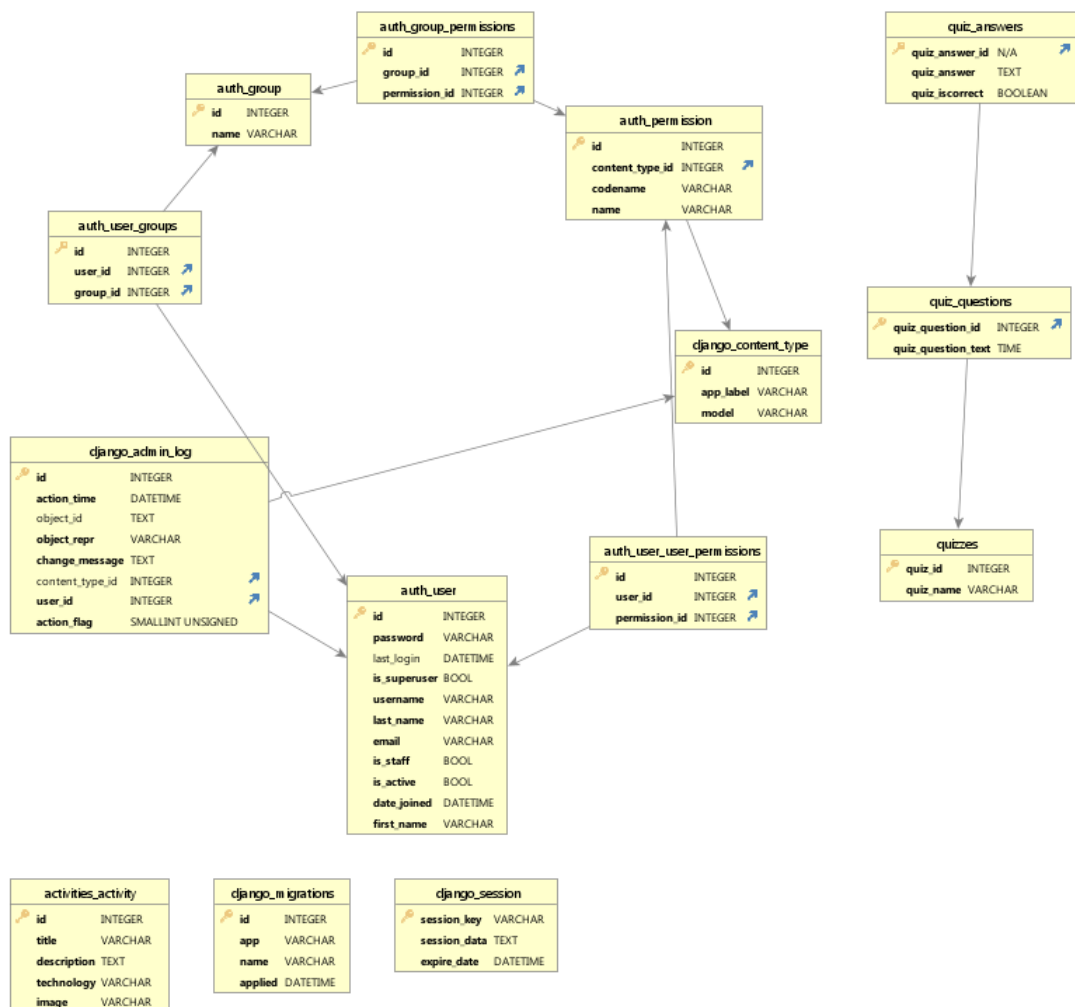 auth_group_permissions
id INTEGER
group_id INTEGER
permission_id INTEGER
quiz_answers
quiz_answer_id N/A
quiz_answer TEXT
quiz_iscorrect BOOLEAN
auth_group
id INTEGER
name VARCHAR
auth_permission
id INTEGER
content_type_id INTEGER
codename VARCHAR
name VARCHAR
auth_user_groups
id INTEGER
user_id INTEGER
group_id INTEGER
quiz_questions
quiz_question_id INTEGER
quiz_question_text TIME
django_content_type
id INTEGER
app_label VARCHAR
model VARCHAR
django_admin_log
id INTEGER
action_time DATETIME
object_id TEXT
object_repr VARCHAR
change_message TEXT
content_type_id INTEGER
user_id INTEGER
action_flag SMALLINT UNSIGNED
auth_user_user_permissions
id INTEGER
user_id INTEGER
permission_id INTEGER
quizzes
quiz_id INTEGER
quiz_name VARCHAR
auth_user
id INTEGER
password VARCHAR
last_login DATETIME
is_superuser BOOL
username VARCHAR
last_name VARCHAR
email VARCHAR
is_staff BOOL
is_active BOOL
date_joined DATETIME
first_name VARCHAR
activities_activity
id INTEGER
title VARCHAR
description TEXT
technology VARCHAR
image VARCHAR
django_migrations
id INTEGER
app VARCHAR
name VARCHAR
applied DATETIME
django_session
session_key VARCHAR
session_data TEXT
expire_date DATETIME